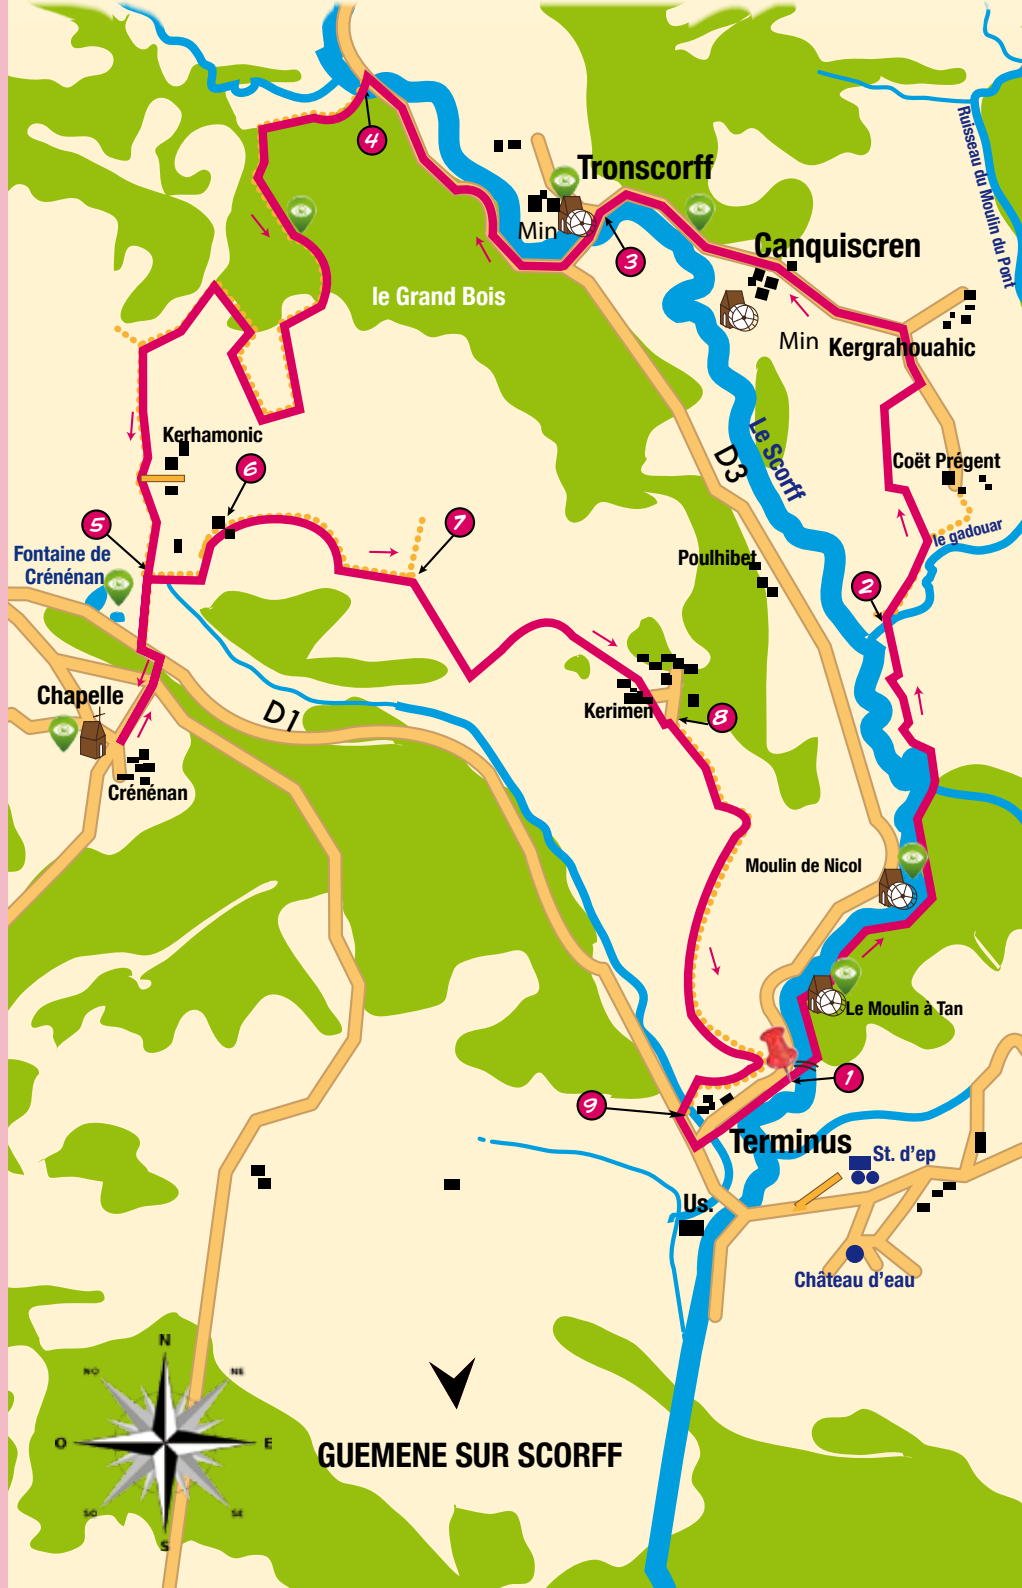 4
Tronscorff
Min
3
Ruisseau du Moulin du Pont
Canquiscren
le Grand Bois
Min
Kergrahouahic
Kerhamonic
6
D3
Le Scorff
Coët Prégent
5
7
le gadouar
Fontaine de
Crénénan
Poulhibet
2
Chapelle
D1
Kerimen
8
Crénénan
Moulin de Nicol
Le Moulin à Tan
1
9
Terminus
St. d'ep
Us.
Château d'eau
N
NO
NE
O
E
SO
SE
S
GUEMENE SUR SCORFF